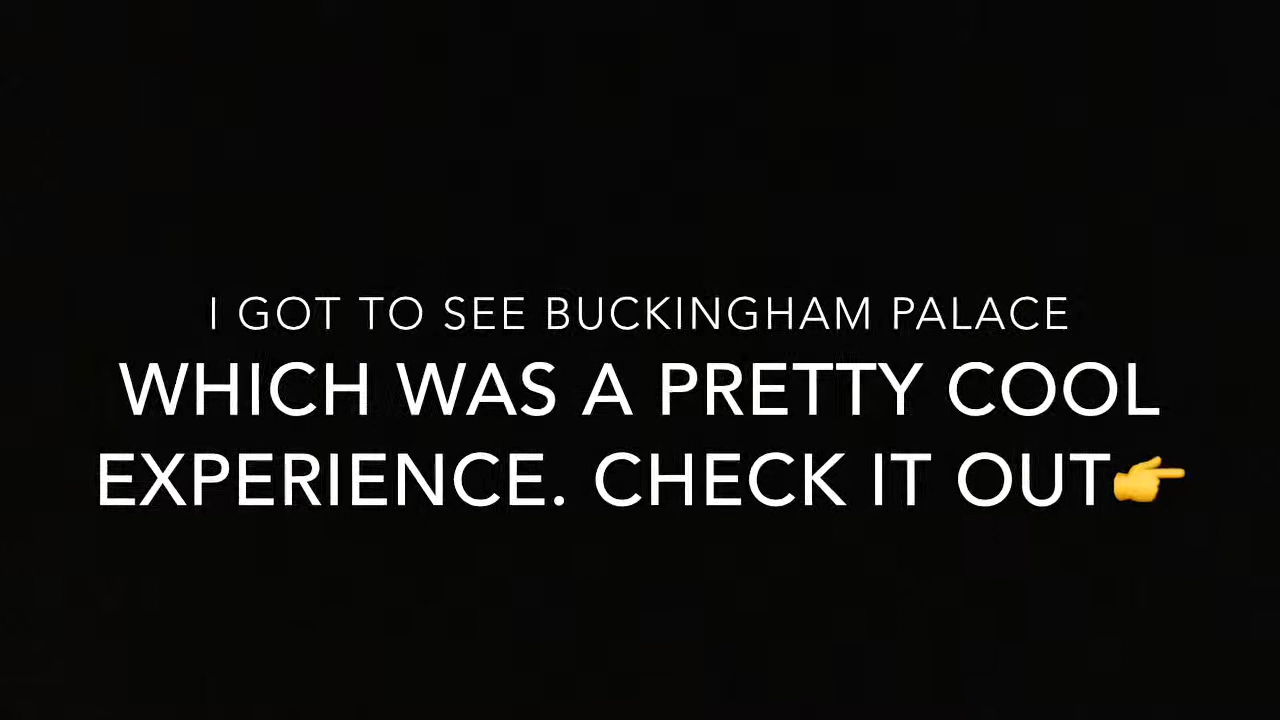 I GOT TO SEE BUCKINGHAM PALACE
WHICH WAS A PRETTY COOL
EXPERIENCE. CHECK IT OUT👉